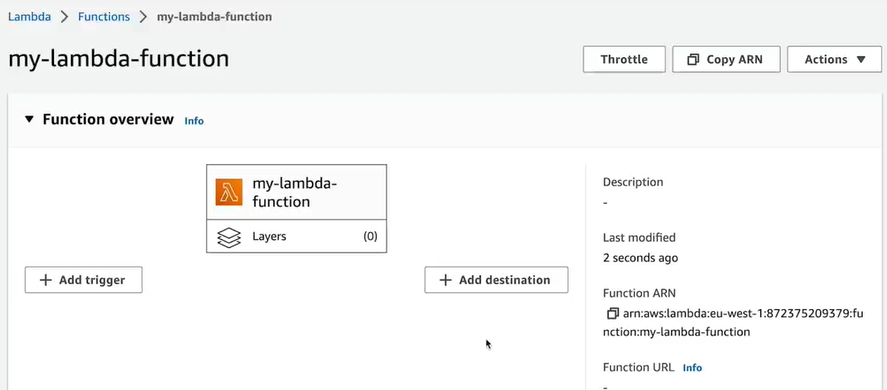 Lambda > Functions > my-lambda-function
my-lambda-function
Throttle
Copy ARN
Actions
Function overview Info
my-lambda-
function
Layers (0)
+ Add trigger
+ Add destination
Description
-
Last modified
2 seconds ago
Function ARN
arn:aws:lambda:eu-west-1:872375209379:fu
nction:my-lambda-function
Function URL Info
-